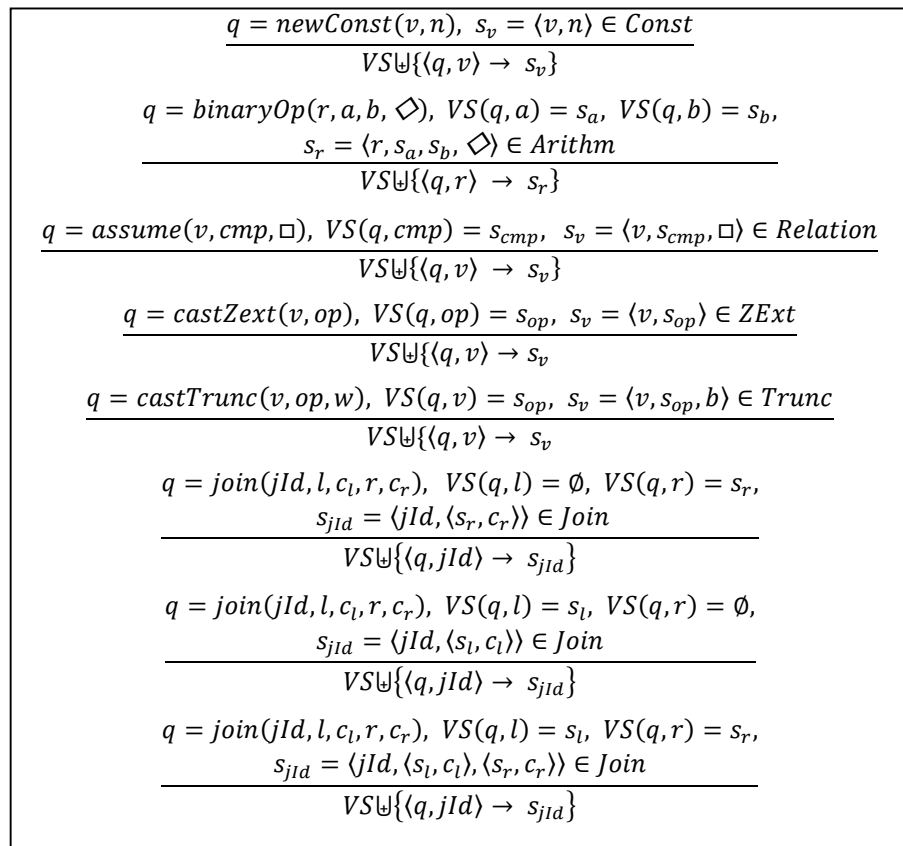 q = newConst(v, n), s_v = ⟨v, n⟩ ∈ Const
VS⊎{⟨q, v⟩ → s_v}
q = binaryOp(r, a, b, ◇), VS(q, a) = s_a, VS(q, b) = s_b,
s_r = ⟨r, s_a, s_b, ◇⟩ ∈ Arithm
VS⊎{⟨q, r⟩ → s_r}
q = assume(v, cmp, □), VS(q, cmp) = s_cmp, s_v = ⟨v, s_cmp, □⟩ ∈ Relation
VS⊎{⟨q, v⟩ → s_v}
q = castZext(v, op), VS(q, op) = s_op, s_v = ⟨v, s_op⟩ ∈ ZExt
VS⊎{⟨q, v⟩ → s_v
q = castTrunc(v, op, w), VS(q, v) = s_op, s_v = ⟨v, s_op, b⟩ ∈ Trunc
VS⊎{⟨q, v⟩ → s_v
q = join(jId, l, c_l, r, c_r), VS(q, l) = ∅, VS(q, r) = s_r,
s_jId = ⟨jId, ⟨s_r, c_r⟩⟩ ∈ Join
VS⊎{⟨q, jId⟩ → s_jId}
q = join(jId, l, c_l, r, c_r), VS(q, l) = s_l, VS(q, r) = ∅,
s_jId = ⟨jId, ⟨s_l, c_l⟩⟩ ∈ Join
VS⊎{⟨q, jId⟩ → s_jId}
q = join(jId, l, c_l, r, c_r), VS(q, l) = s_l, VS(q, r) = s_r,
s_jId = ⟨jId, ⟨s_l, c_l⟩, ⟨s_r, c_r⟩⟩ ∈ Join
VS⊎{⟨q, jId⟩ → s_jId}